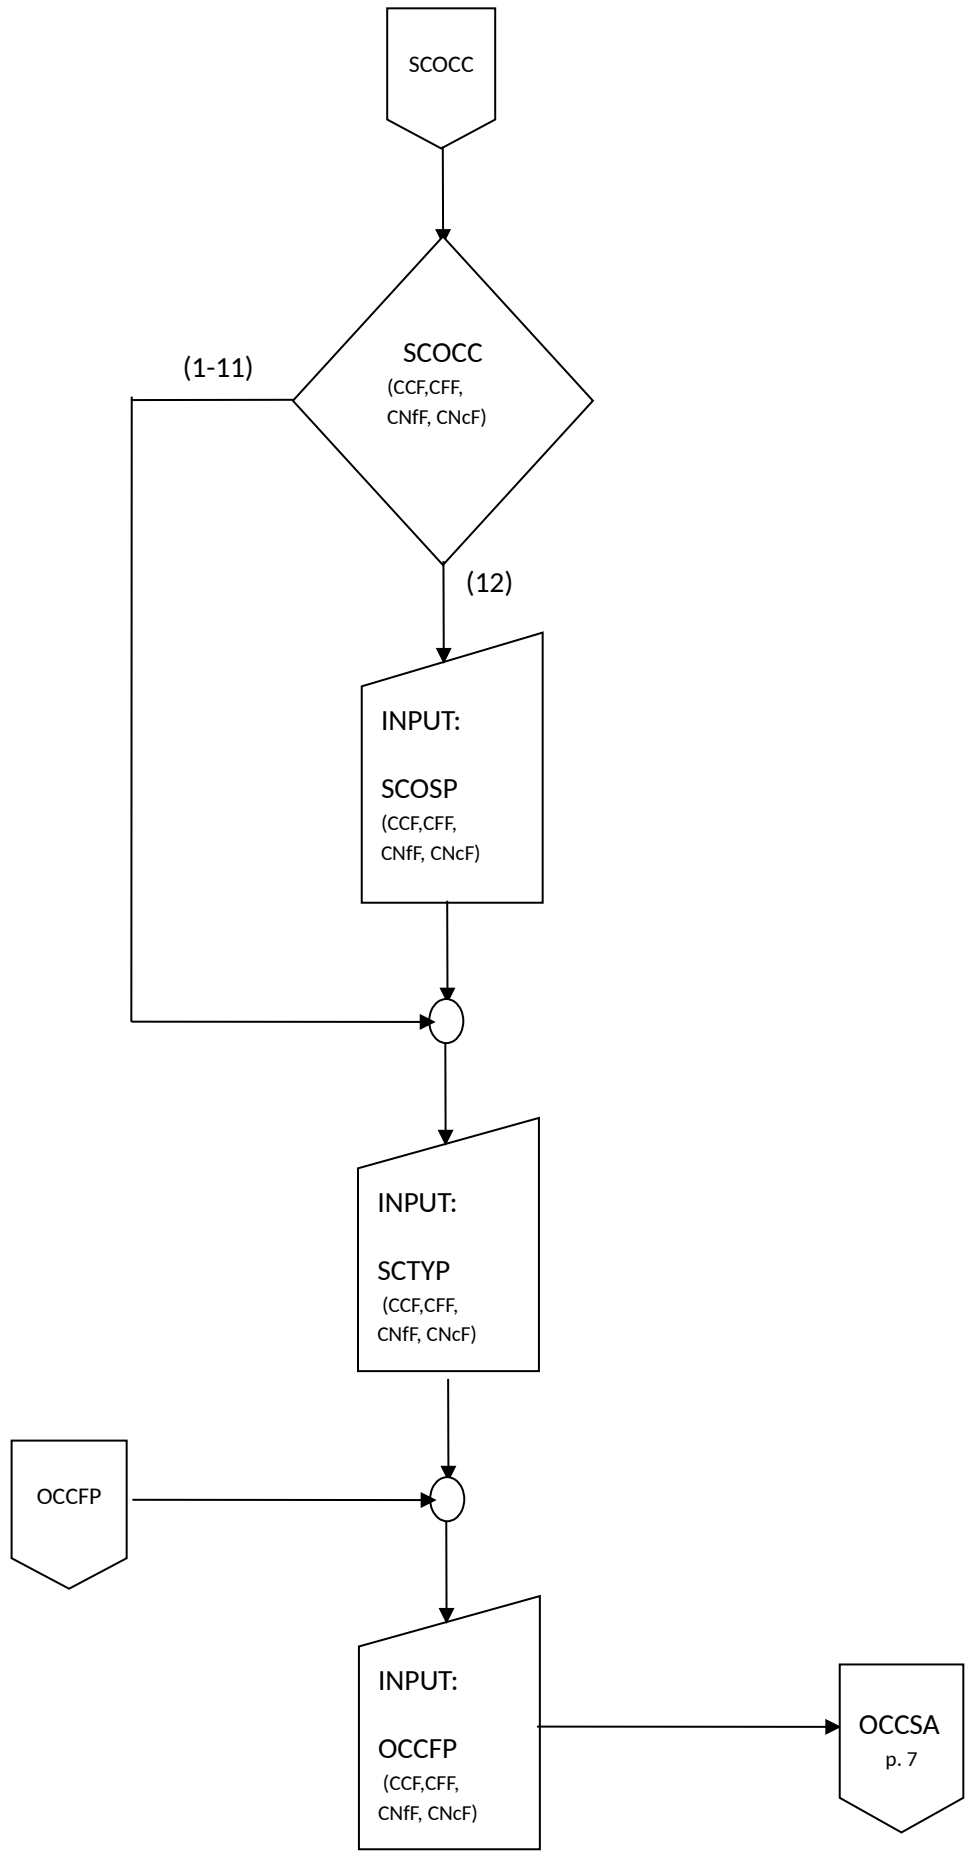 SCOCC
SCOCC
(CCF,CFF,
CNfF, CNcF)
(1-11)
(12)
INPUT:
SCOSP
(CCF,CFF,
CNfF, CNcF)
INPUT:
SCTYP
(CCF,CFF,
CNfF, CNcF)
OCCFP
INPUT:
OCCFP
(CCF,CFF,
CNfF, CNcF)
OCCSA
p. 7